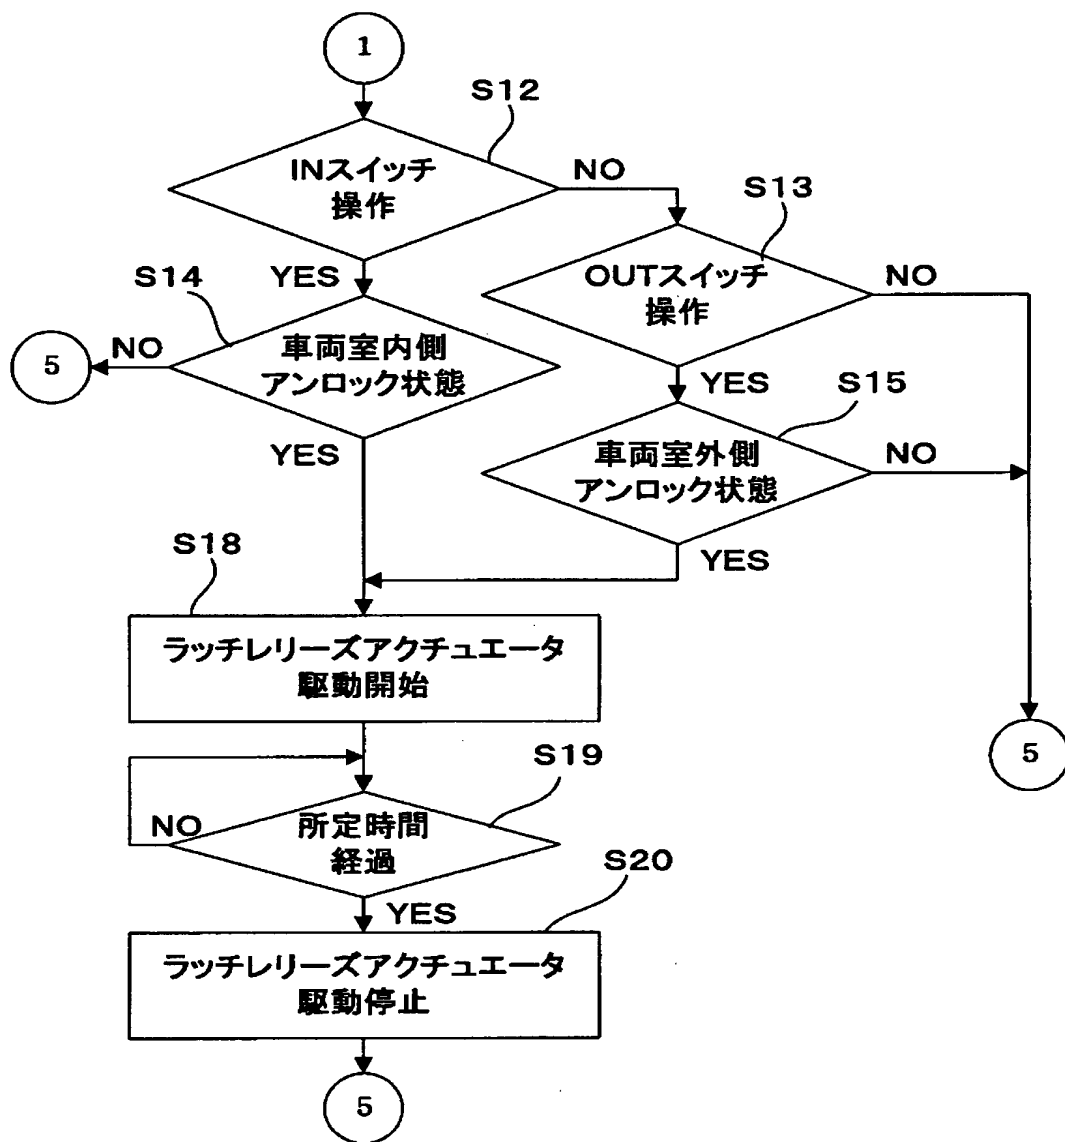 1
S12
INスイッチ
操作
NO
S13
YES
S14
OUTスイッチ
操作
NO
5
NO
車両室内側
アンロック状態
YES
S15
YES
車両室外側
アンロック状態
NO
YES
S18
ラッチレリーズアクチュエータ
駆動開始
5
S19
NO
所定時間
経過
S20
YES
ラッチレリーズアクチュエータ
駆動停止
5